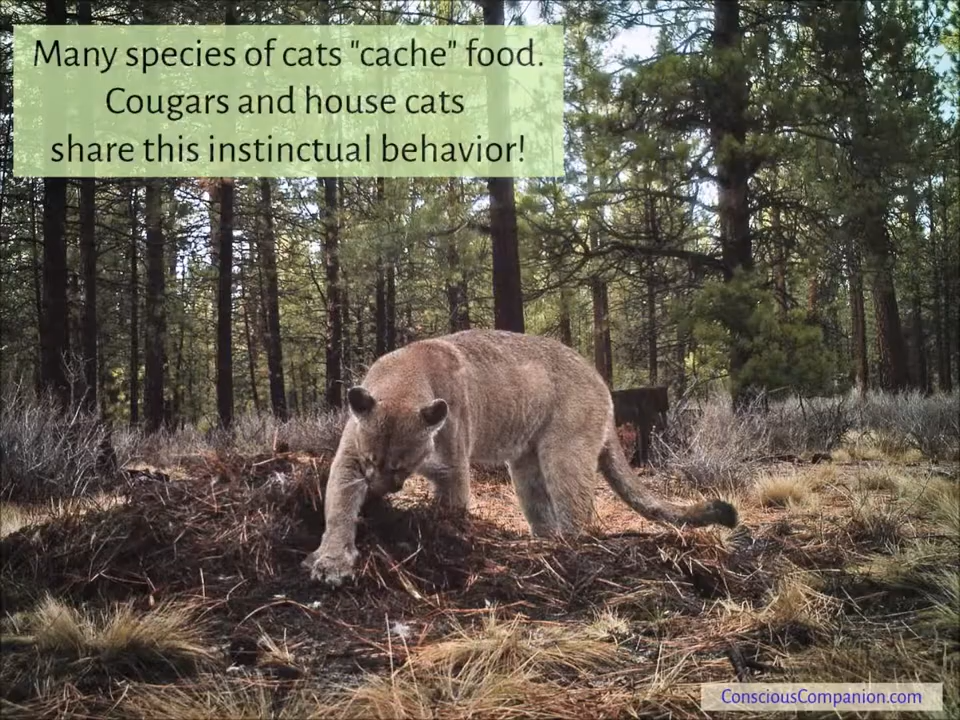 Many species of cats "cache" food.
Cougars and house cats
share this instinctual behavior!
ConsciousCompanion.com